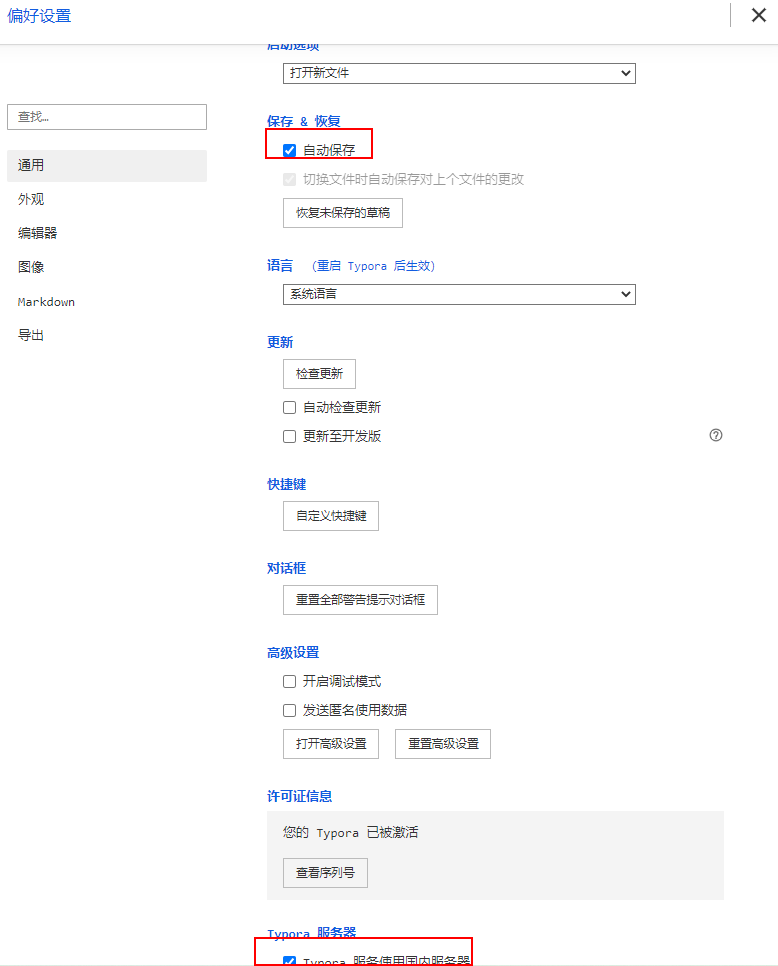 偏好设置
启动选项
打开新文件
查找…
保存 & 恢复
自动保存
通用
切换文件时自动保存对上个文件的更改
外观
恢复未保存的草稿
编辑器
图像
语言 (重启 Typora 后生效)
系统语言
Markdown
导出
更新
检查更新
自动检查更新
更新至开发版
快捷键
自定义快捷键
对话框
重置全部警告提示对话框
高级设置
开启调试模式
发送匿名使用数据
打开高级设置 重置高级设置
许可证信息
您的 Typora 已被激活
查看序列号
Typora 服务器
Typora 服务使用国内服务器